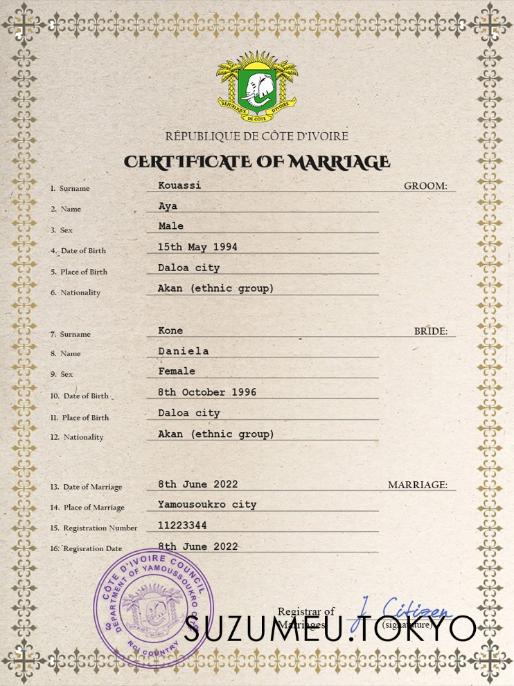 RÉPUBLIQUE DE CÔTE D'IVOIRE
CERTIFICATE OF MARRIAGE
1. Surname Kouassi GROOM:
2. Name Aya
3. Sex Male
4. Date of Birth 15th May 1994
5. Place of Birth Daloa city
6. Nationality Akan (ethnic group)
7. Surname Kone BRIDE:
8. Name Daniela
9. Sex Female
10. Date of Birth 8th October 1996
11. Place of Birth Daloa city
12. Nationality Akan (ethnic group)
13. Date of Marriage 8th June 2022 MARRIAGE:
14. Place of Marriage Yamousoukro city
15. Registration Number 11223344
16: Regisration Date 8th June 2022
CÔTE D'IVOIRE COUNCIL
DEPARTMENT OF YAMOUSSOUKRO
Registrar of J Citizen
Marriages (signature)
SUZUMEU.TOKYO